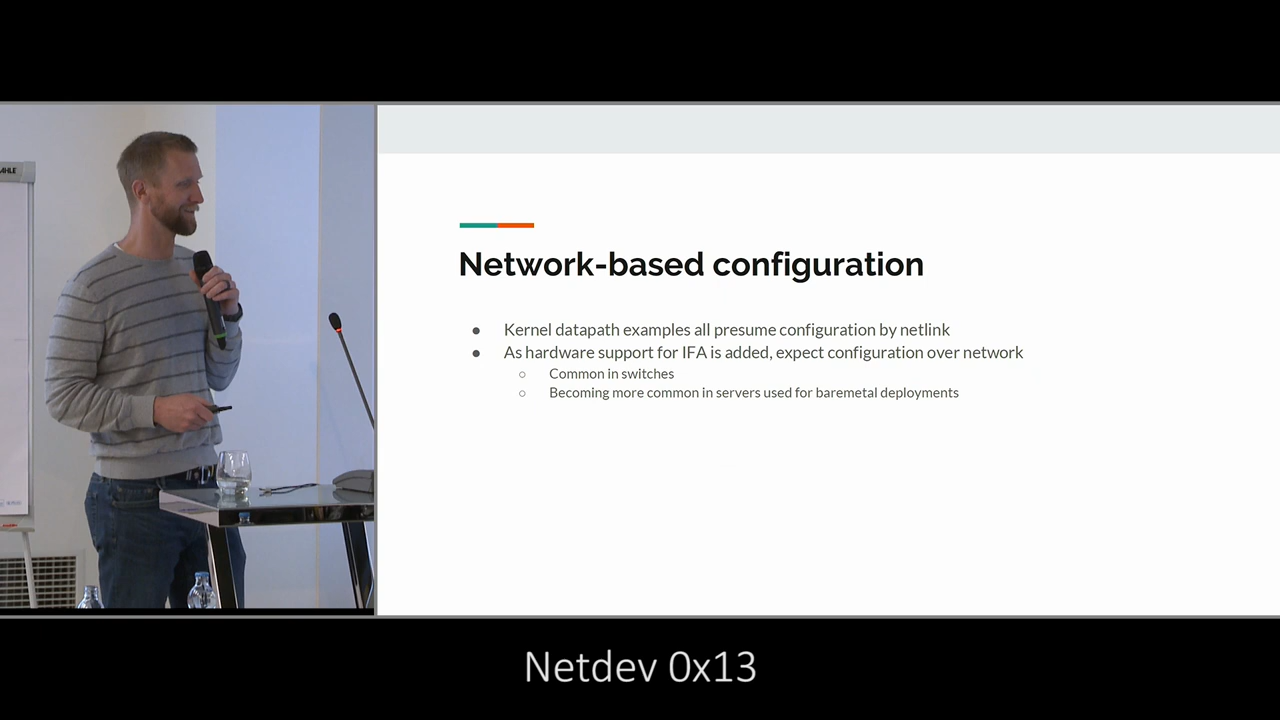 AHLE
Network-based configuration
● Kernel datapath examples all presume configuration by netlink
● As hardware support for IFA is added, expect configuration over network
○ Common in switches
○ Becoming more common in servers used for baremetal deployments
Netdev 0x13